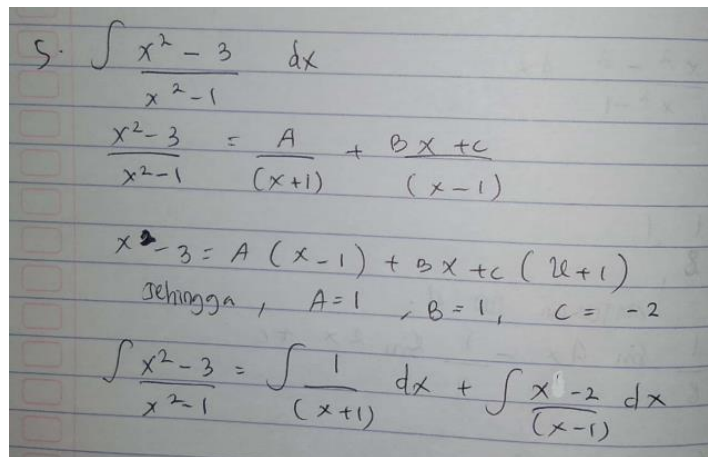 5. ∫ (x² - 3)/(x² - 1) dx
(x² - 3)/(x² - 1) = A/(x+1) + (Bx + c)/(x - 1)
x² - 3 = A (x - 1) + Bx + c (x + 1)
sehingga, A = 1, B = 1, C = -2
∫ (x² - 3)/(x² - 1) = ∫ 1/(x+1) dx + ∫ (x - 2)/(x - 1) dx